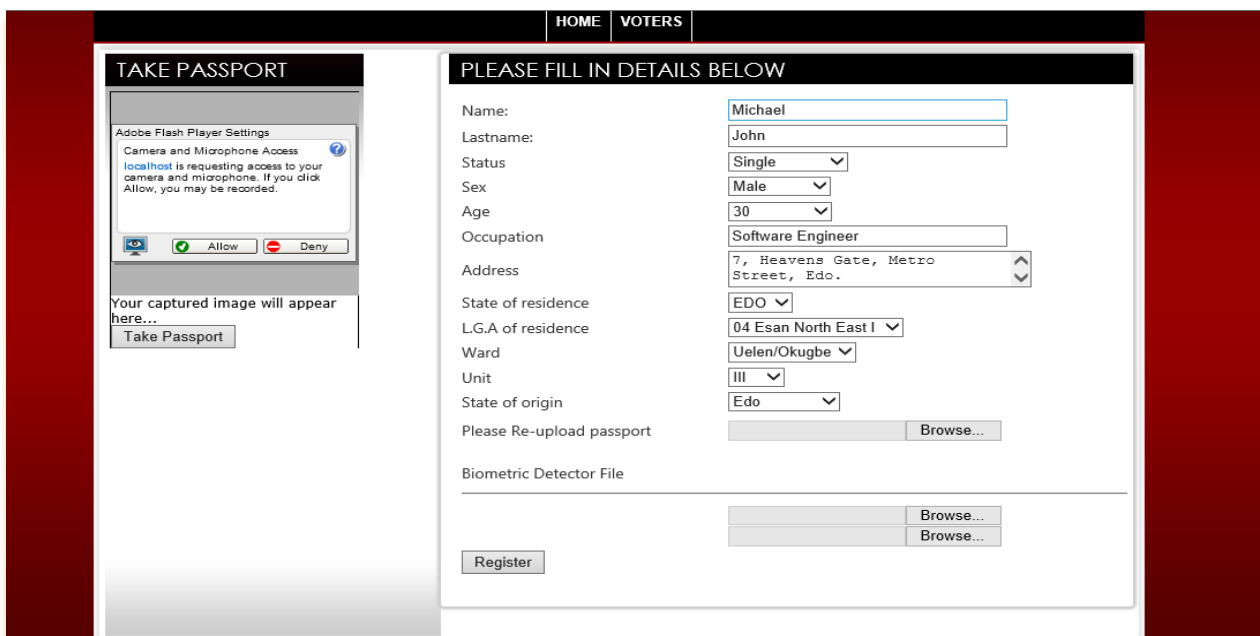 HOME VOTERS
TAKE PASSPORT
Adobe Flash Player Settings
Camera and Microphone Access
localhost is requesting access to your
camera and microphone. If you click
Allow, you may be recorded.
Allow Deny
Your captured image will appear
here...
Take Passport
PLEASE FILL IN DETAILS BELOW
Name: Michael
Lastname: John
Status Single
Sex Male
Age 30
Occupation Software Engineer
Address 7, Heavens Gate, Metro
Street, Edo.
State of residence EDO
L.G.A of residence 04 Esan North East I
Ward Uelen/Okugbe
Unit III
State of origin Edo
Please Re-upload passport Browse...
Biometric Detector File
Browse...
Browse...
Register